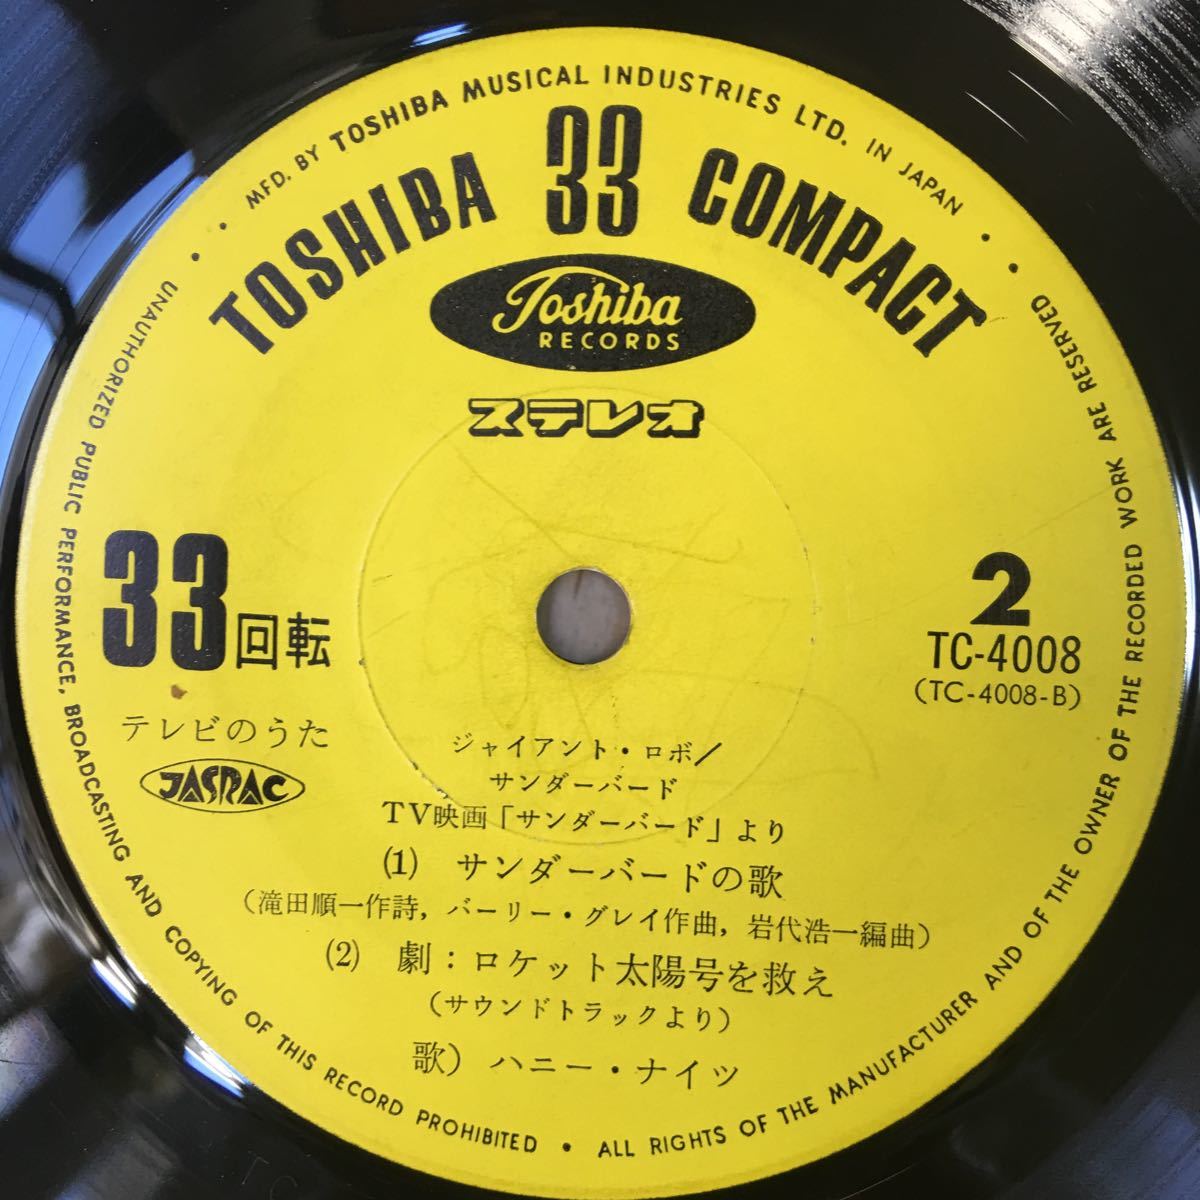 MFD. BY TOSHIBA MUSICAL INDUSTRIES LTD. IN JAPAN
TOSHIBA 33 COMPACT
Toshiba
RECORDS
ステレオ
33回転
2
TC-4008
(TC-4008-B)
テレビのうた
JASRAC
ジャイアント・ロボ/
サンダーバード
TV映画「サンダーバード」より
(1) サンダーバードの歌
(滝田順一作詩, バーリー・グレイ作曲, 岩代浩一編曲)
(2) 劇:ロケット太陽号を救え
(サウンドトラックより)
歌) ハニー・ナイツ
UNAUTHORIZED PUBLIC PERFORMANCE, BROADCASTING AND COPYING OF THIS RECORD PROHIBITED • ALL RIGHTS OF THE MANUFACTURER AND OF THE OWNER OF THE RECORDED WORK ARE RESERVED